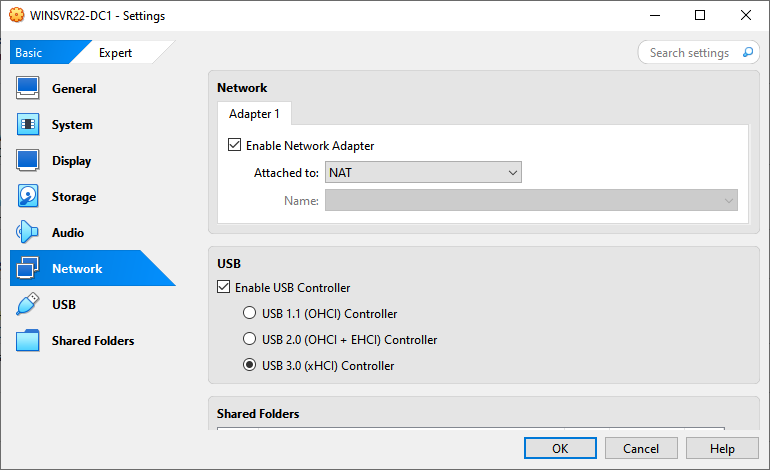 WINSVR22-DC1 - Settings
Basic
Expert
Search settings
General
System
Display
Storage
Audio
Network
USB
Shared Folders
Network
Adapter 1
Enable Network Adapter
Attached to: NAT
Name:
USB
Enable USB Controller
USB 1.1 (OHCI) Controller
USB 2.0 (OHCI + EHCI) Controller
USB 3.0 (xHCI) Controller
Shared Folders
OK
Cancel
Help